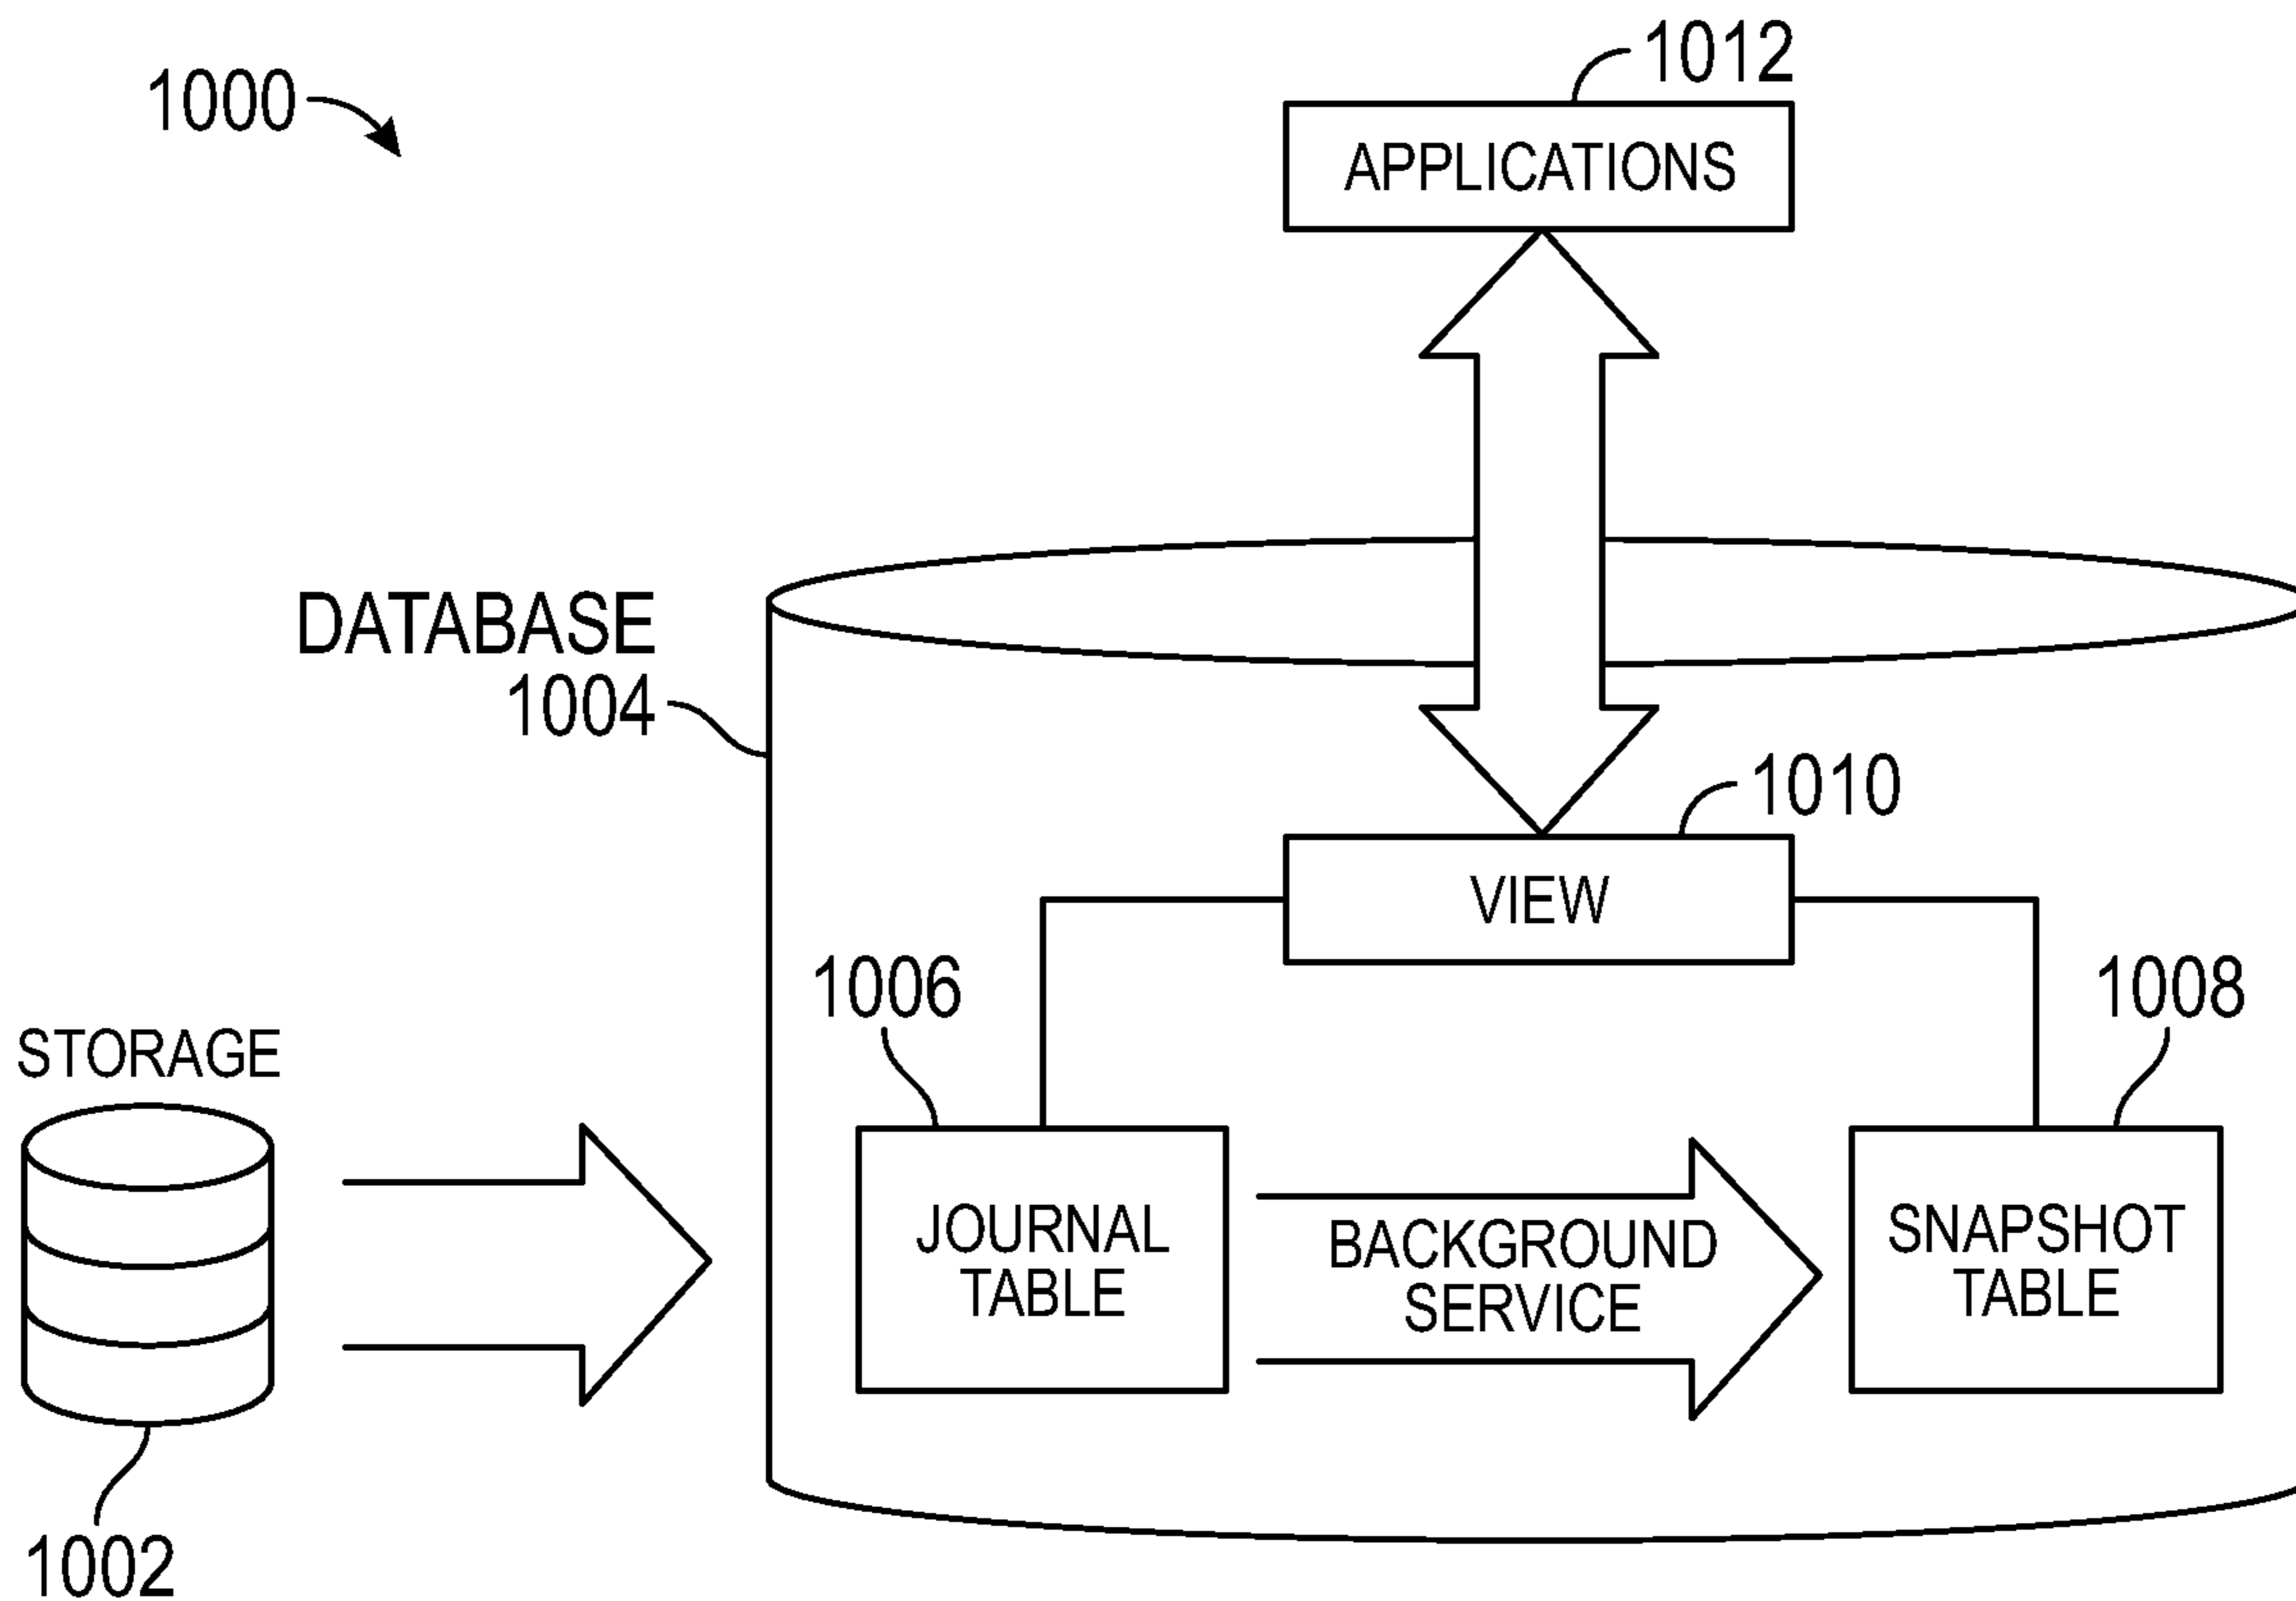 1000
1012
APPLICATIONS
DATABASE
1004
1010
VIEW
1006
1008
STORAGE
JOURNAL
TABLE
BACKGROUND
SERVICE
SNAPSHOT
TABLE
1002